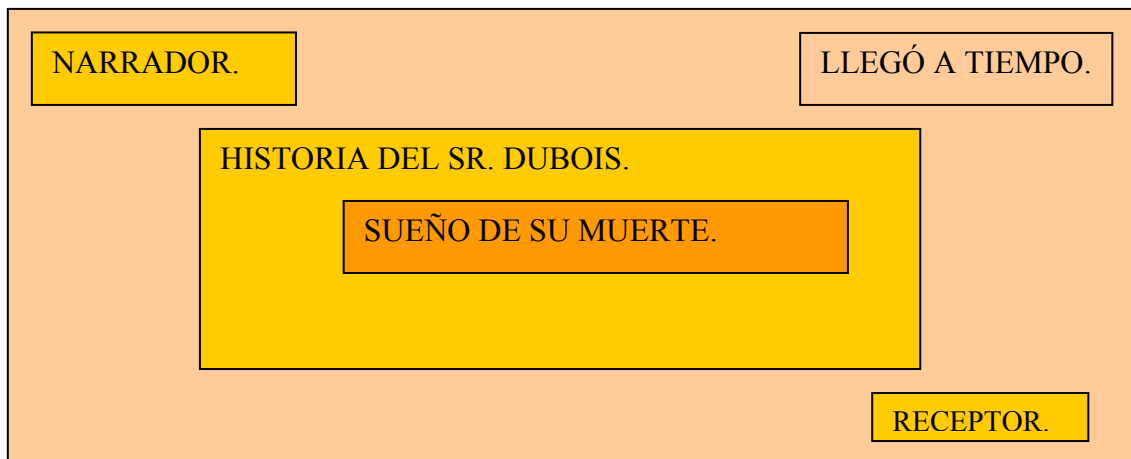 NARRADOR.
LLEGÓ A TIEMPO.
HISTORIA DEL SR. DUBOIS.
SUEÑO DE SU MUERTE.
RECEPTOR.